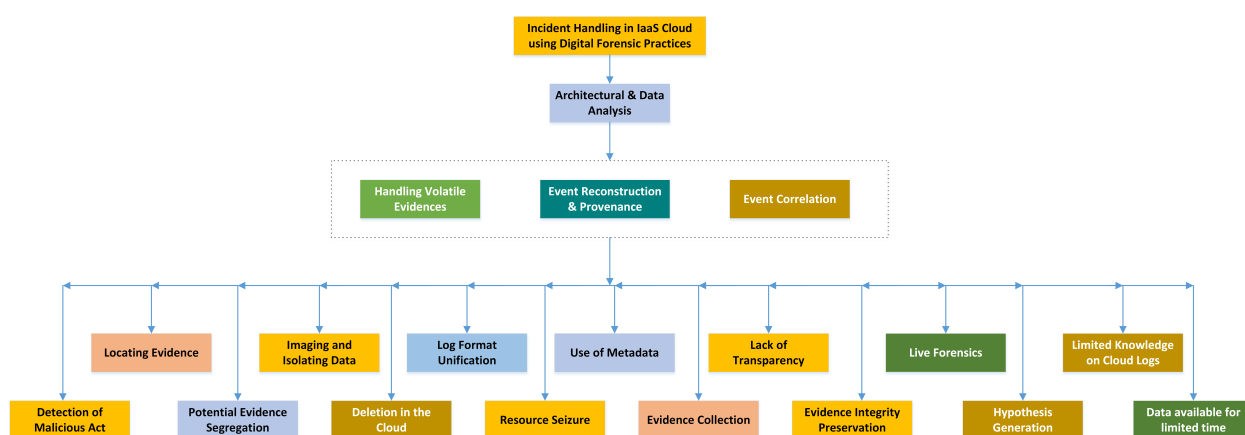 Incident Handling in IaaS Cloud
using Digital Forensic Practices
Architectural & Data
Analysis
Handling Volatile
Evidences
Event Reconstruction
& Provenance
Event Correlation
Locating Evidence
Imaging and
Isolating Data
Log Format
Unification
Use of Metadata
Lack of
Transparency
Live Forensics
Limited Knowledge
on Cloud Logs
Detection of
Malicious Act
Potential Evidence
Segregation
Deletion in the
Cloud
Resource Seizure
Evidence Collection
Evidence Integrity
Preservation
Hypothesis
Generation
Data available for
limited time